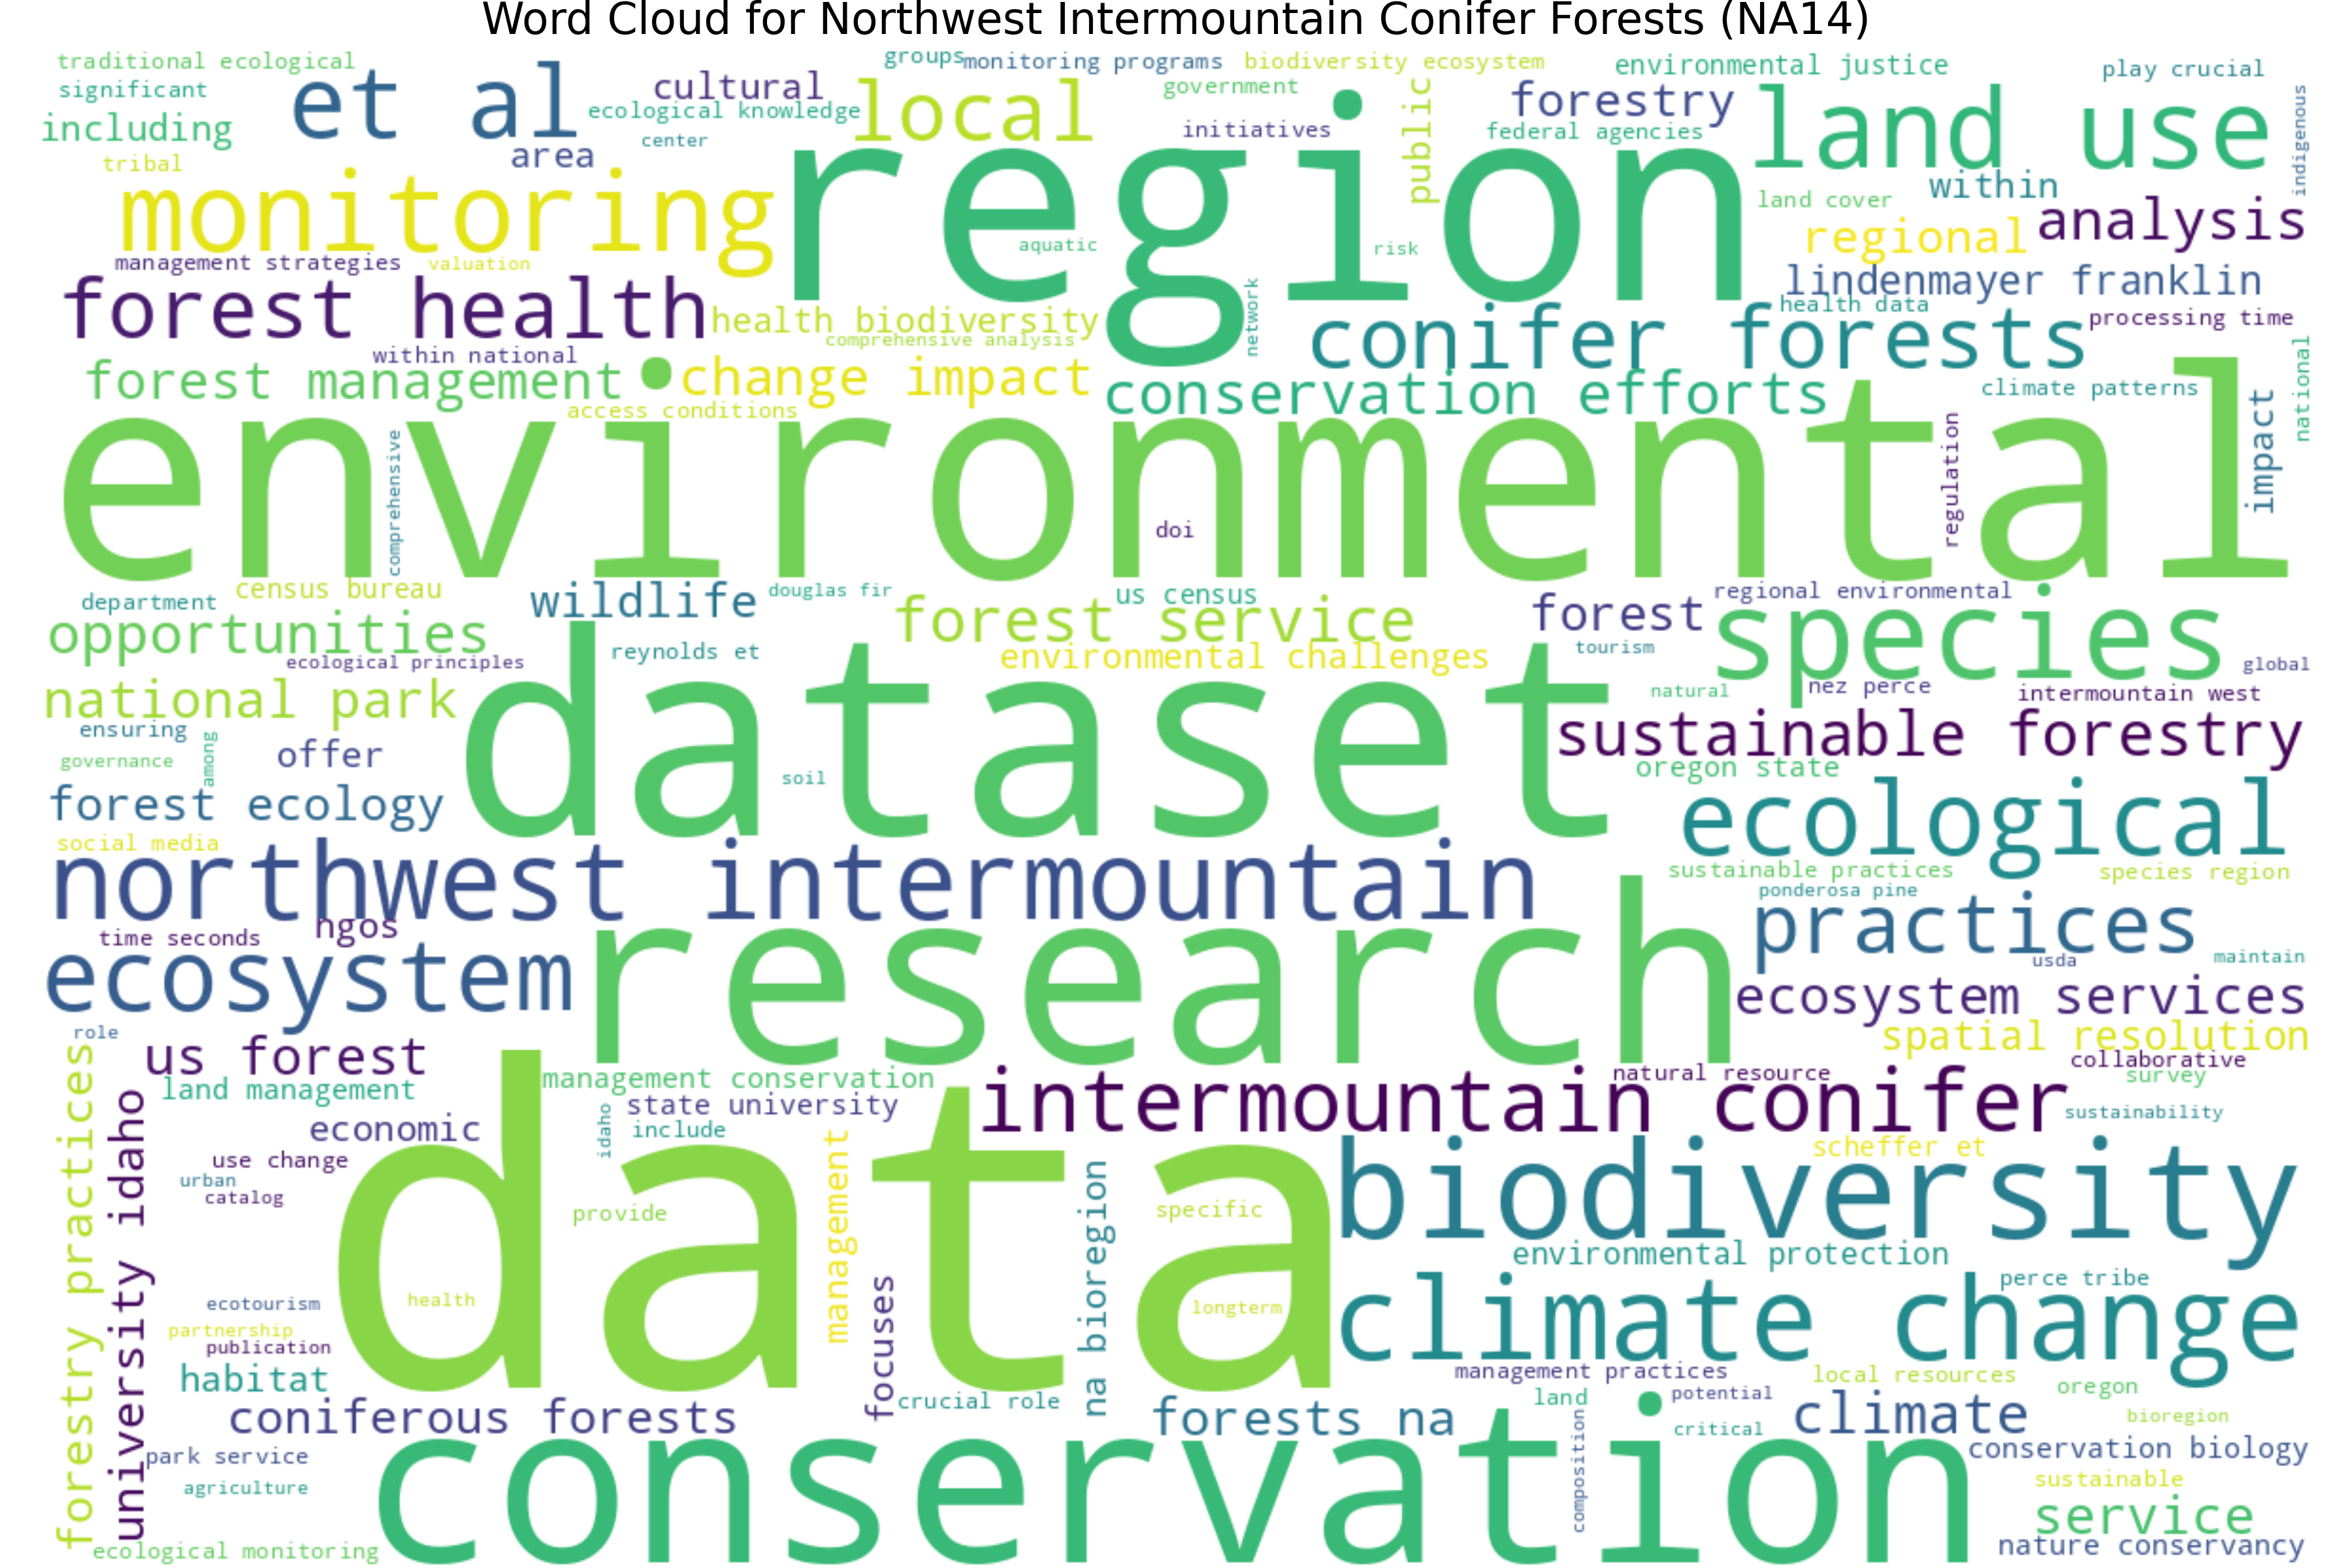 Word Cloud for Northwest Intermountain Conifer Forests (NA14)
traditional ecological
significant
including
tribal
et al
area
cultural
ecological knowledge
center
local
groups
monitoring programs
biodiversity ecosystem
government
initiatives
public
environmental justice
forestry
federal agencies
play crucial
land use
indigenous
monitoring
region
aquatic
risk
network
land cover
within
regional
analysis
management strategies
valuation
forest health
health biodiversity
comprehensive analysis
lindenmayer franklin
health data
processing time
conifer forests
within national
forest management
change impact
access conditions
conservation efforts
climate patterns
national
impact
environmental
comprehensive
doi
regulation
department
census bureau
wildlife
douglas fir
us census
forest service
forest
regional environmental
species
opportunities
ecological principles
reynolds et
environmental challenges
tourism
global
national park
dataset
soil
natural
nez perce
intermountain west
sustainable forestry
ensuring
governance
among
offer
oregon state
forest ecology
ecological
social media
northwest intermountain
sustainable practices
species region
ponderosa pine
practices
time seconds
ngos
ecosystem
research
usda
maintain
ecosystem services
role
spatial resolution
us forest
land management
management conservation
natural resource
collaborative
survey
forestry practices
university idaho
economic
idaho
state university
include
intermountain conifer
sustainability
use change
urban
catalog
data
provide
management
specific
scheffer et
biodiversity
na bioregion
environmental protection
health
longterm
focuses
perce tribe
climate change
ecotourism
partnership
publication
habitat
management practices
local resources
crucial role
land
potential
oregon
coniferous forests
forests na
critical
climate
bioregion
park service
conservation
composition
conservation biology
agriculture
sustainable
service
ecological monitoring
nature conservancy